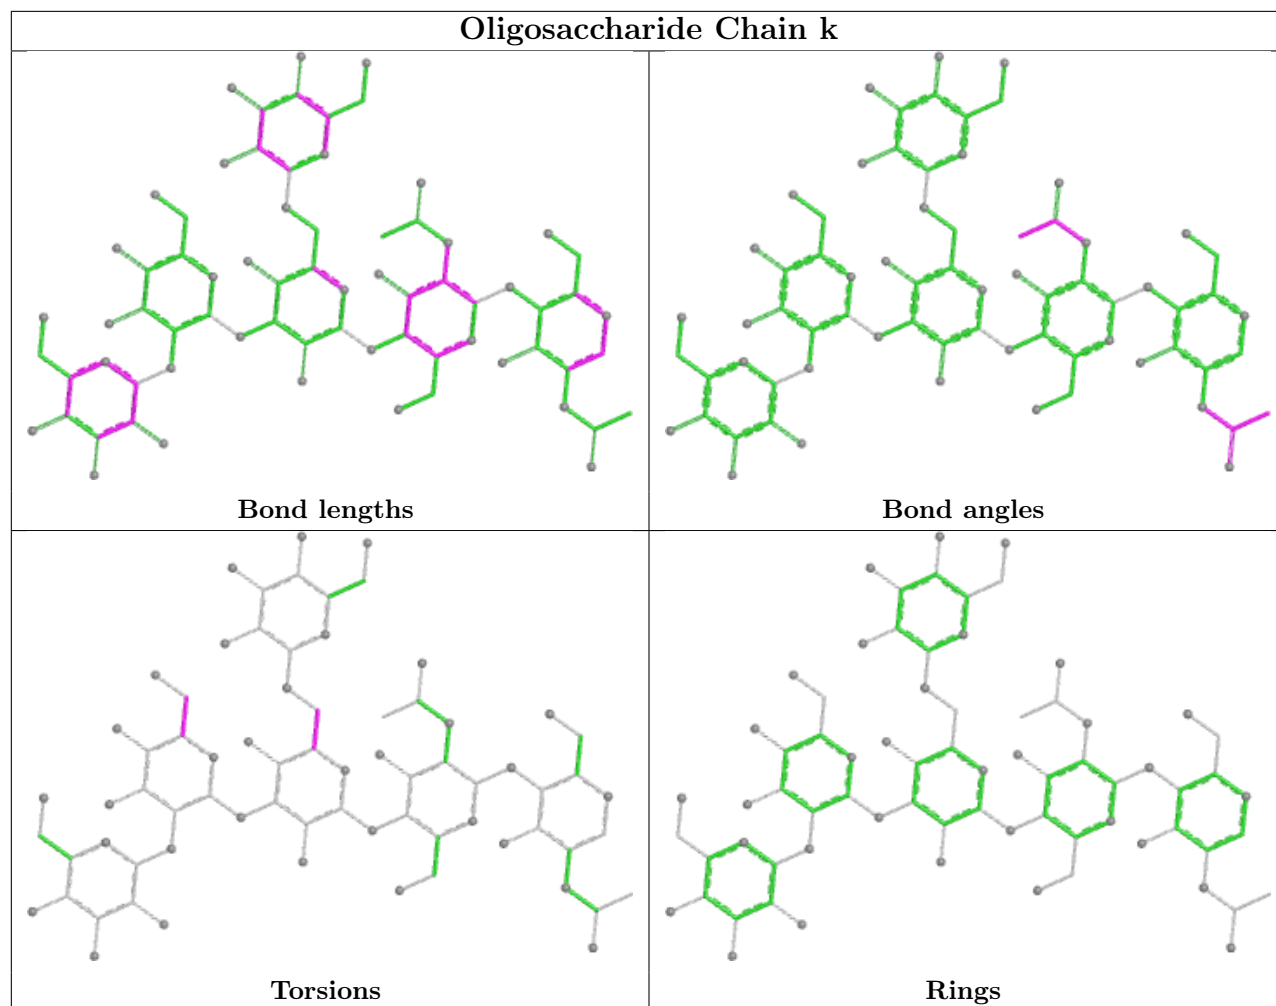 Oligosaccharide Chain k
Bond lengths
Bond angles
Torsions
Rings